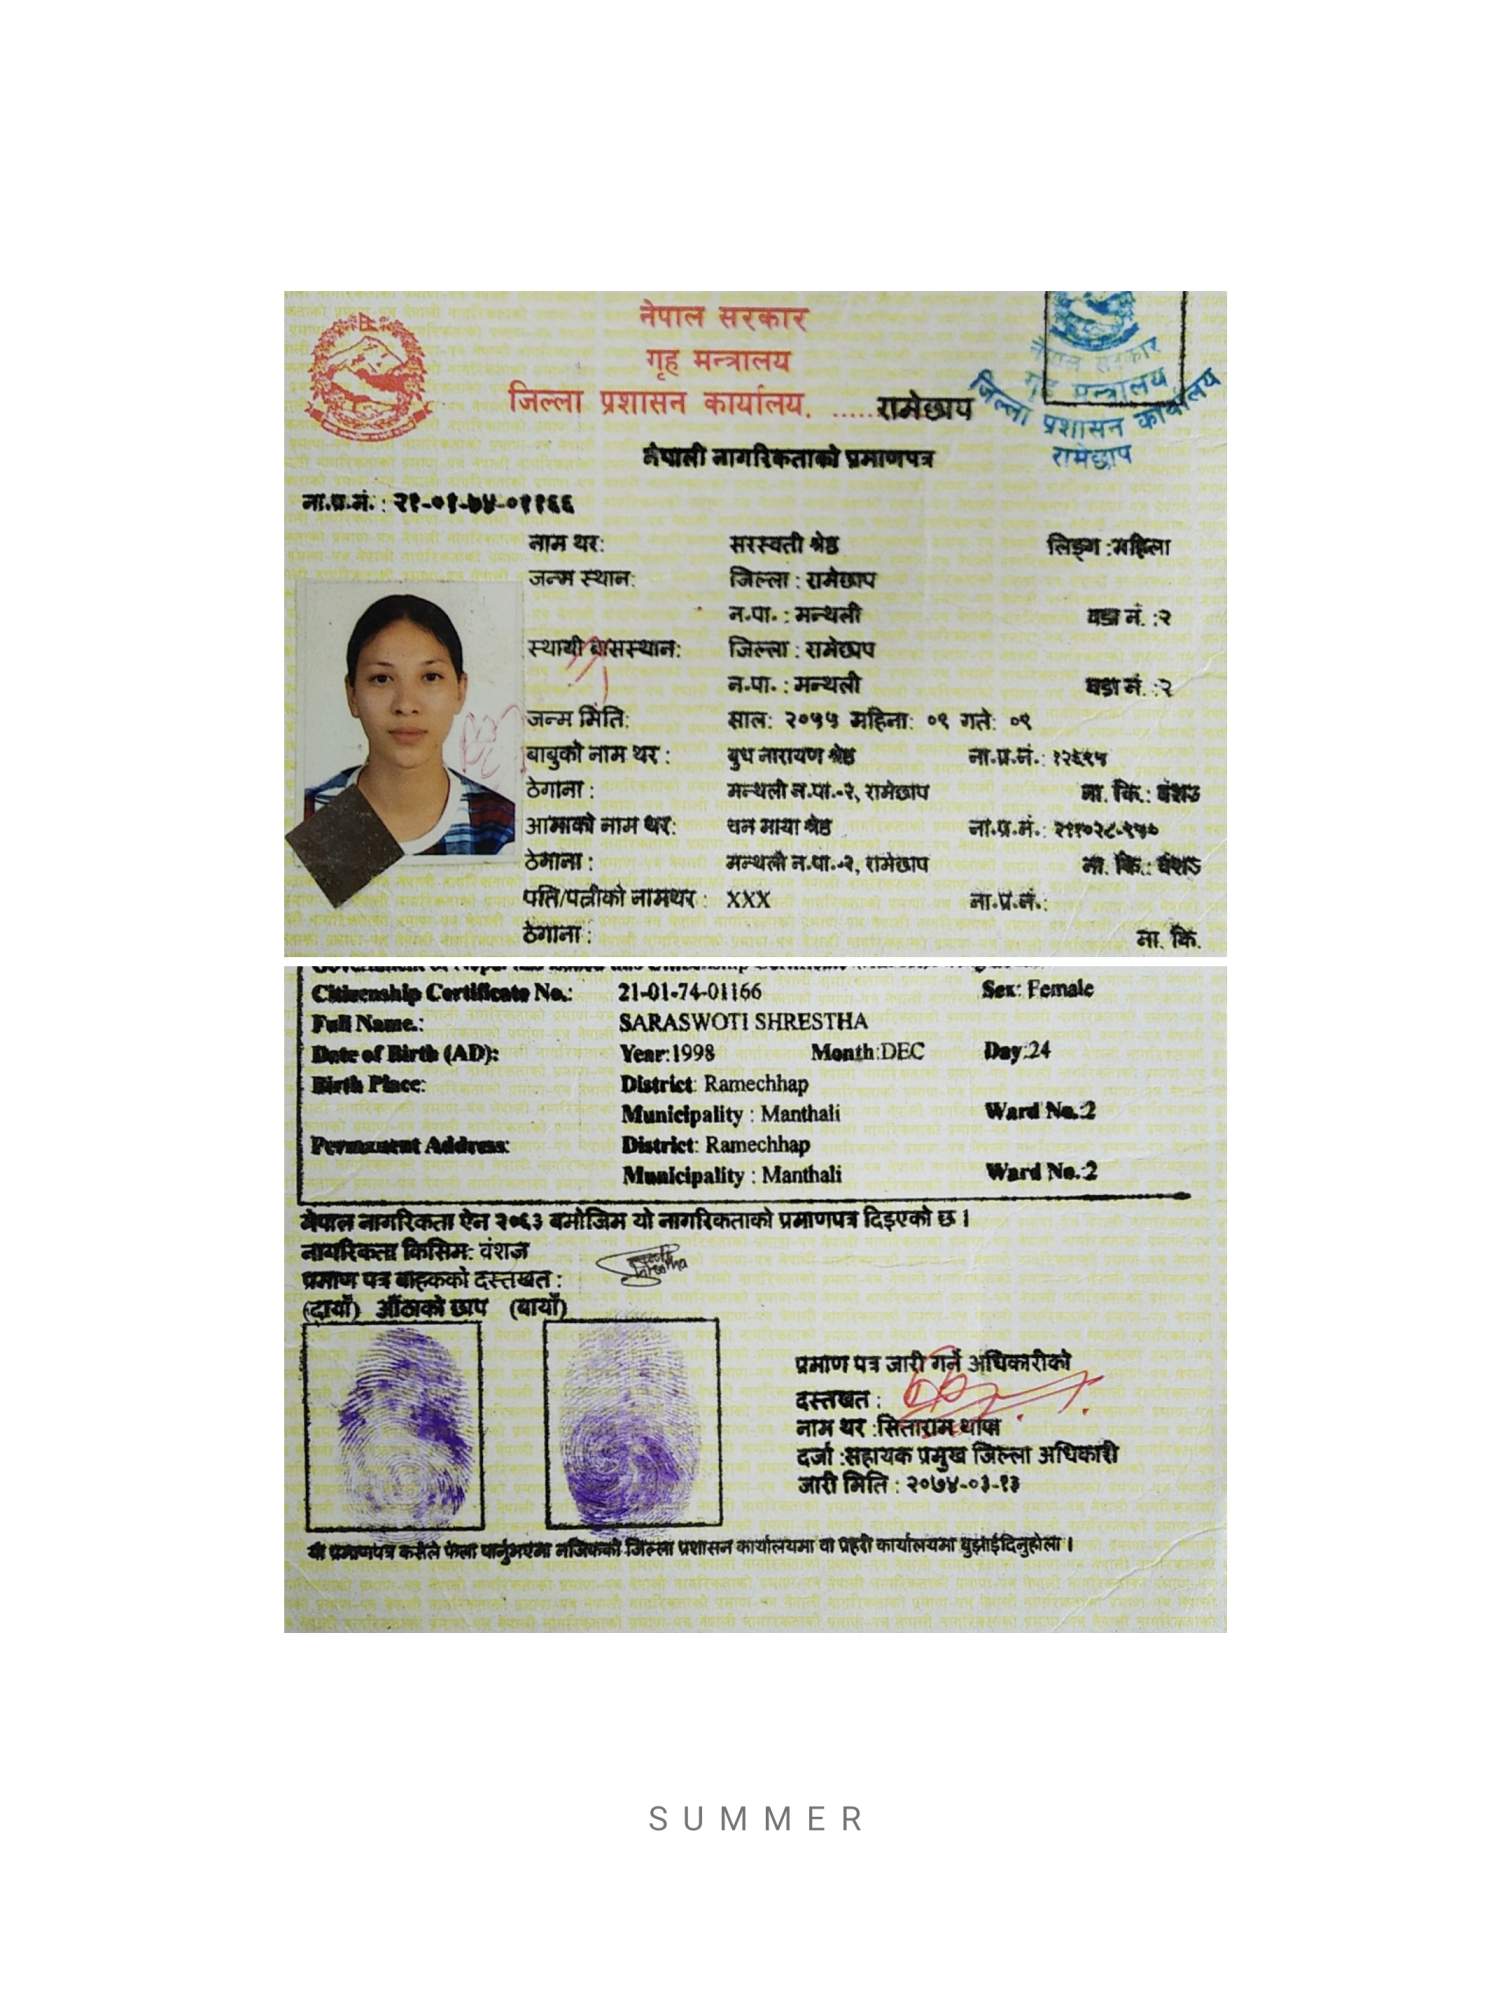 नेपाल सरकार
गृह मन्त्रालय
जिल्ला प्रशासन कार्यालय, ......रामेछाप
नेपाल सरकार
गृह मन्त्रालय
जिल्ला प्रशासन कार्यालय
रामेछाप
नेपाली नागरिकताको प्रमाणपत्र
ना.प्र.नं. : २१-०१-७४-०११६६
नाम थर: सरस्वती श्रेष्ठ लिङ्ग :महिला
जन्म स्थान: जिल्ला : रामेछाप
न.पा. : मन्थली वडा नं. :२
स्थायी बासस्थान: जिल्ला : रामेछाप
न.पा. : मन्थली वडा नं. :२
जन्म मिति: साल: २०५५ महिना: ०९ गते: ०९
बाबुको नाम थर : बुध नारायण श्रेष्ठ ना.प्र.नं. :
ठेगाना : मन्थली न.पा.-२, रामेछाप ना. कि.: वंशज
आमाको नाम थर: धन माया श्रेष्ठ ना.प्र.नं. :
ठेगाना : मन्थली न.पा.-२, रामेछाप ना. कि.: वंशज
पति/पत्नीको नामथर : XXX ना.प्र.नं.:
ठेगाना : ना. कि.
Citizenship Certificate No.: 21-01-74-01166 Sex: Female
Full Name.: SARASWOTI SHRESTHA
Date of Birth (AD): Year:1998 Month:DEC Day:24
Birth Place: District: Ramechhap
Municipality : Manthali Ward No.:2
Permanent Address: District: Ramechhap
Municipality : Manthali Ward No.:2
नेपाल नागरिकता ऐन २०६३ बमोजिम यो नागरिकताको प्रमाणपत्र दिइएको छ ।
नागरिकता किसिम: वंशज
प्रमाण पत्र बाहकको दस्तखत :
(दायाँ) औंठाको छाप (बायाँ)
प्रमाण पत्र जारी गर्ने अधिकारीको
दस्तखत :
नाम थर :सिताराम थापा
दर्जा :सहायक प्रमुख जिल्ला अधिकारी
जारी मिति : २०७४-०३-१३
यो प्रमाणपत्र कसैले फेला पार्नुभएमा नजिकको जिल्ला प्रशासन कार्यालयमा वा प्रहरी कार्यालयमा बुझाईदिनुहोला ।
SUMMER